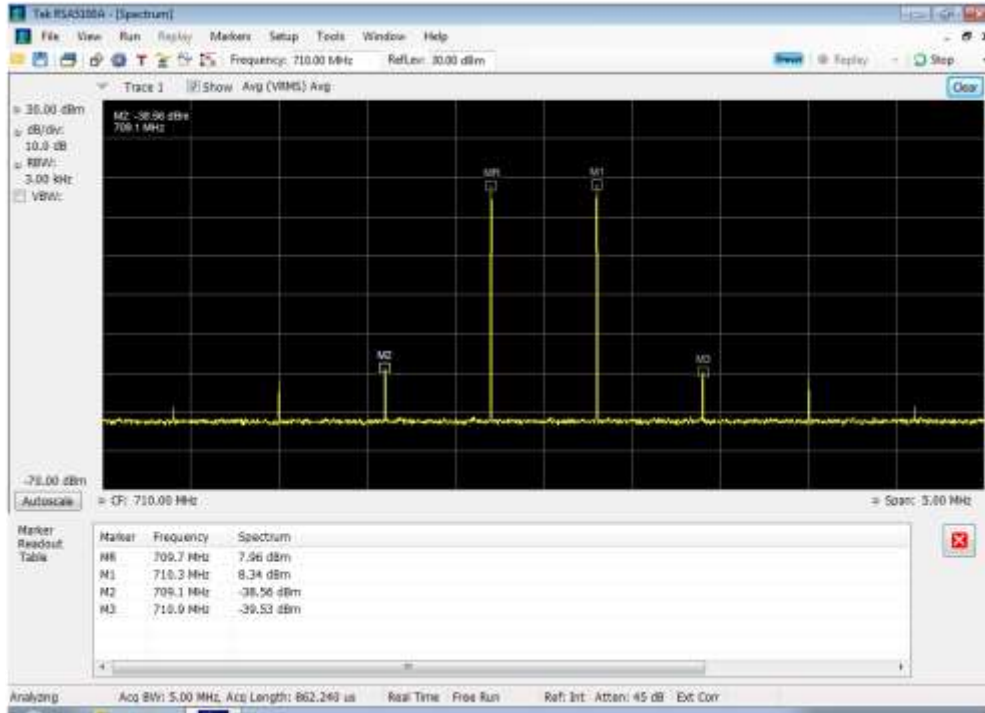 Tek RSA5100A - [Spectrum]
File View Run Replay Markers Setup Tools Window Help
Frequency: 710.00 MHz RefLev: 30.00 dBm Preset Replay Stop
Trace 1 Show Avg (VRMS) Avg Clear
30.00 dBm
dB/div:
10.0 dB
RBW:
3.00 kHz
VBW:
709.1 MHz
MR M1
M2 M3
-70.00 dBm
Autoscale CF: 710.00 MHz Span: 5.00 MHz
Marker
Readout
Table
Marker Frequency Spectrum
MR 709.7 MHz 7.96 dBm
M1 710.3 MHz 8.34 dBm
M2 709.1 MHz -38.56 dBm
M3 710.9 MHz -39.53 dBm
Analyzing Acq BW: 5.00 MHz, Acq Length: 862.240 us Real Time Free Run Ref: Int Atten: 45 dB Ext Corr